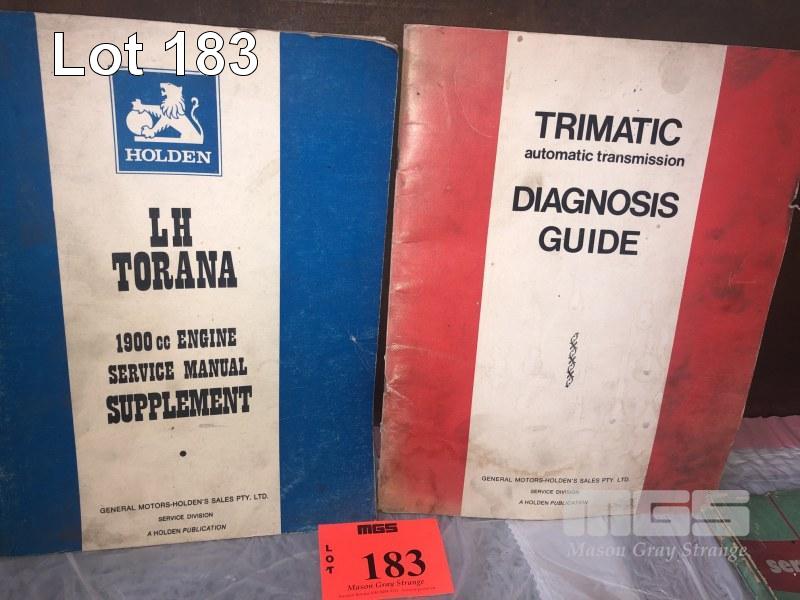 Lot 183
HOLDEN
LH
TORANA
1900 cc ENGINE
SERVICE MANUAL
SUPPLEMENT
GENERAL MOTORS-HOLDEN'S SALES PTY. LTD.
SERVICE DIVISION
A HOLDEN PUBLICATION
TRIMATIC
automatic transmission
DIAGNOSIS
GUIDE
GENERAL MOTORS-HOLDEN'S SALES PTY. LTD.
SERVICE DIVISION
A HOLDEN PUBLICATION
MGS
LOT
183
Mason Gray Strange
MGS
Mason Gray Strange